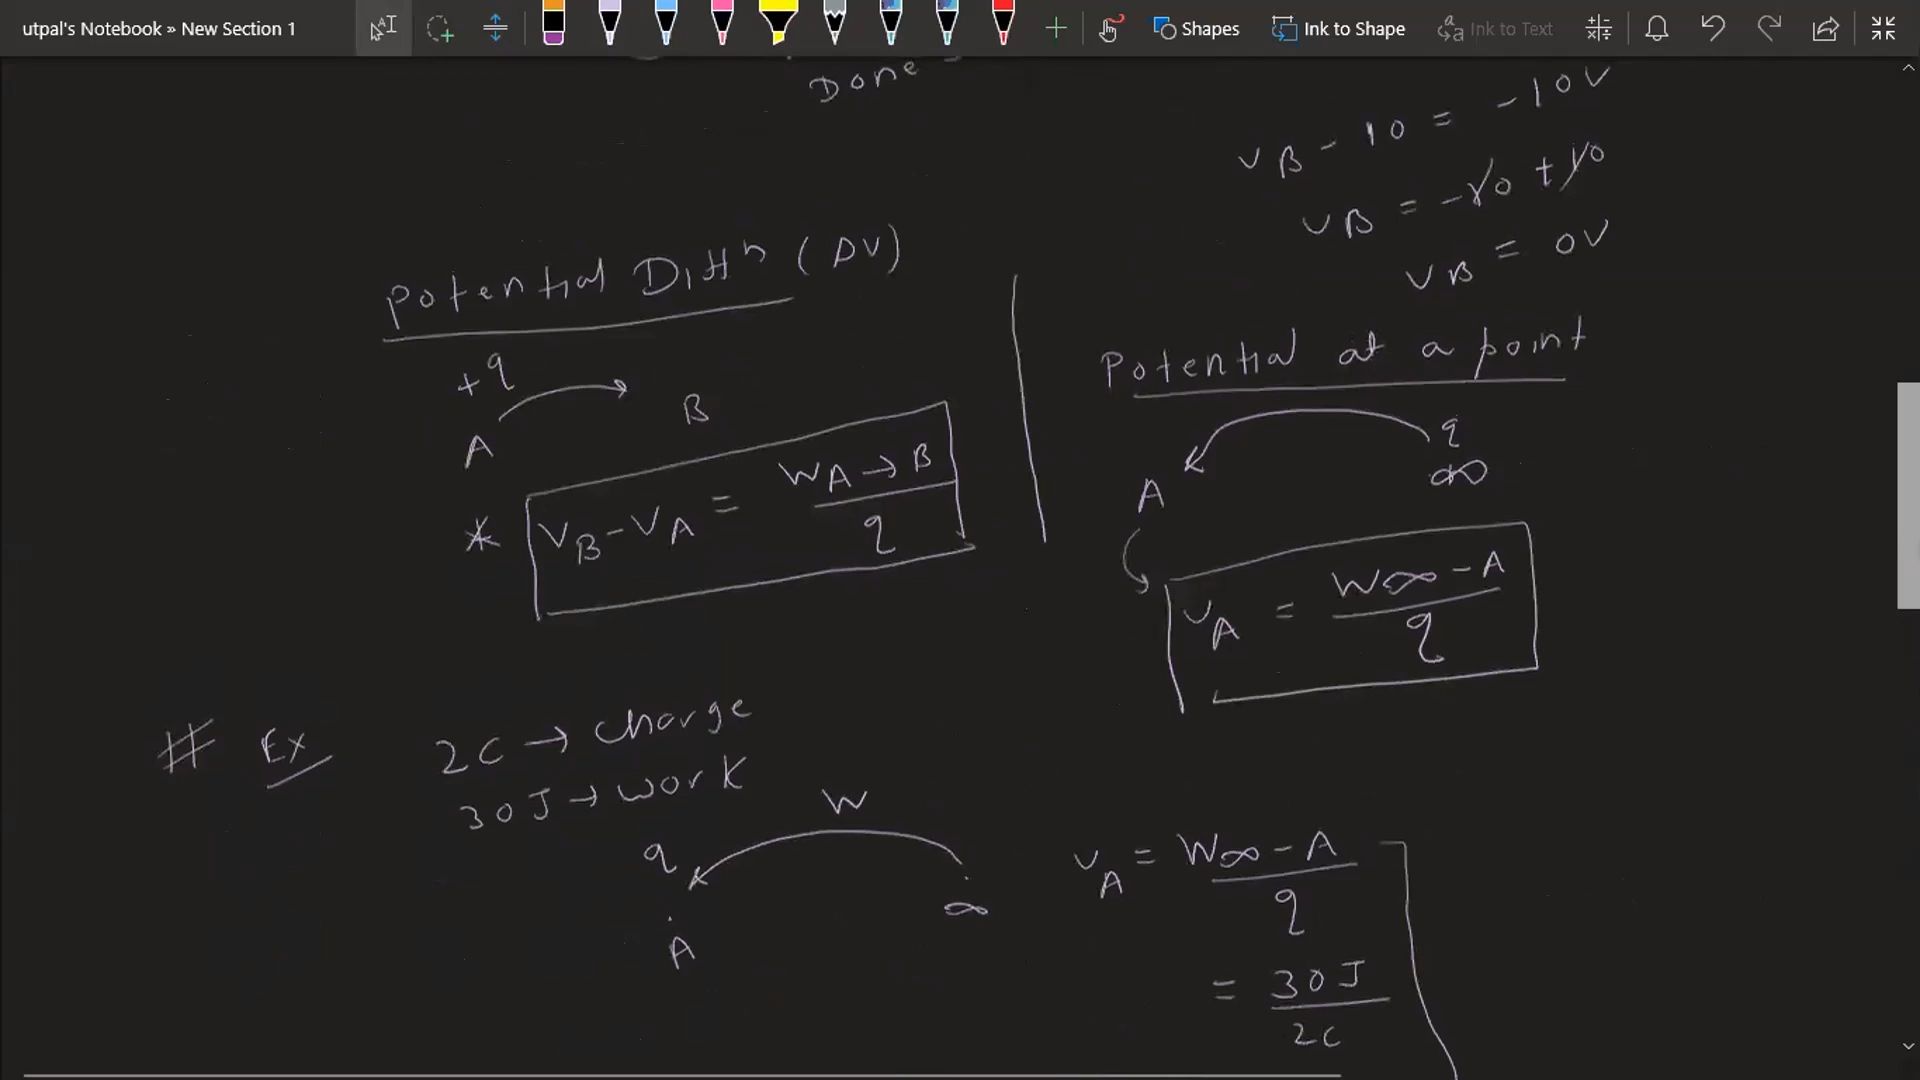 utpal's Notebook » New Section 1
Shapes
Ink to Shape
Ink to Text
Done
VB - 10 = -10V
VB = -10 + 10
VB = 0V
Potential Diffn (ΔV)
+q
A
B
* VB - VA = WA→B / q
Potential at a point
q
A
∞
VA = W∞-A / q
# Ex
2C → charge
30J → work
W
q
A
∞
VA = W∞-A / q
= 30J / 2C